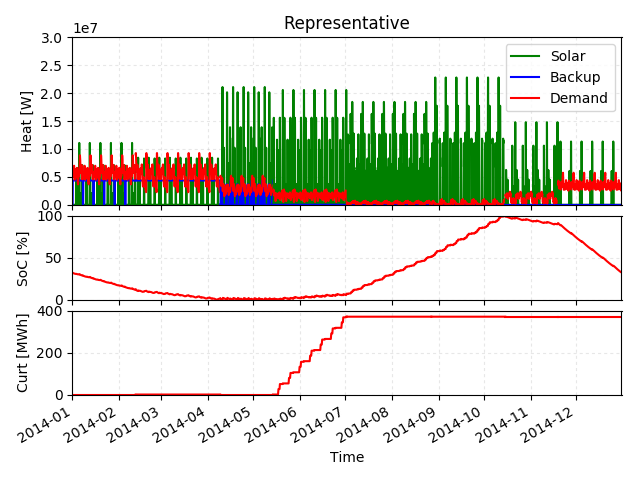 Representative
1e7
3.0
2.5
2.0
1.5
1.0
0.5
0.0
Heat [W]
Solar
Backup
Demand
100
50
0
SoC [%]
400
200
0
Curt [MWh]
2014-01
2014-02
2014-03
2014-04
2014-05
2014-06
2014-07
2014-08
2014-09
2014-10
2014-11
2014-12
Time